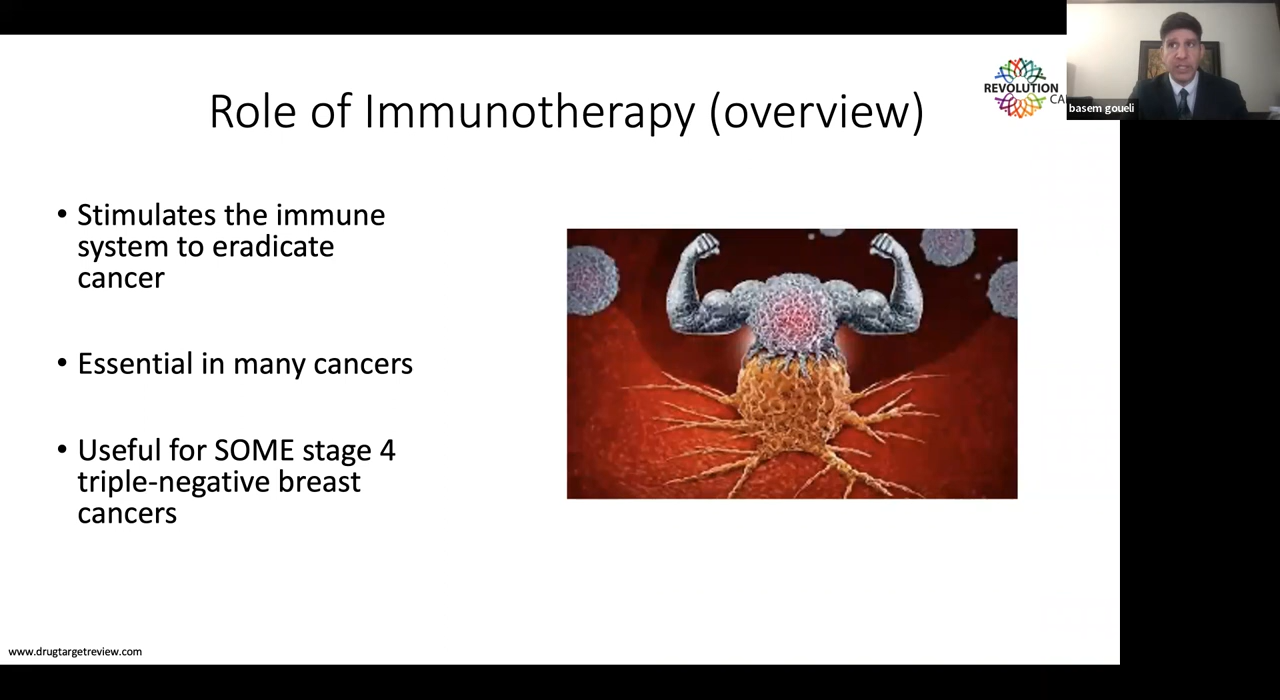 Role of Immunotherapy (overview)
REVOLUTION
CA
basem goueli
• Stimulates the immune
system to eradicate
cancer
• Essential in many cancers
• Useful for SOME stage 4
triple-negative breast
cancers
www.drugtargetreview.com